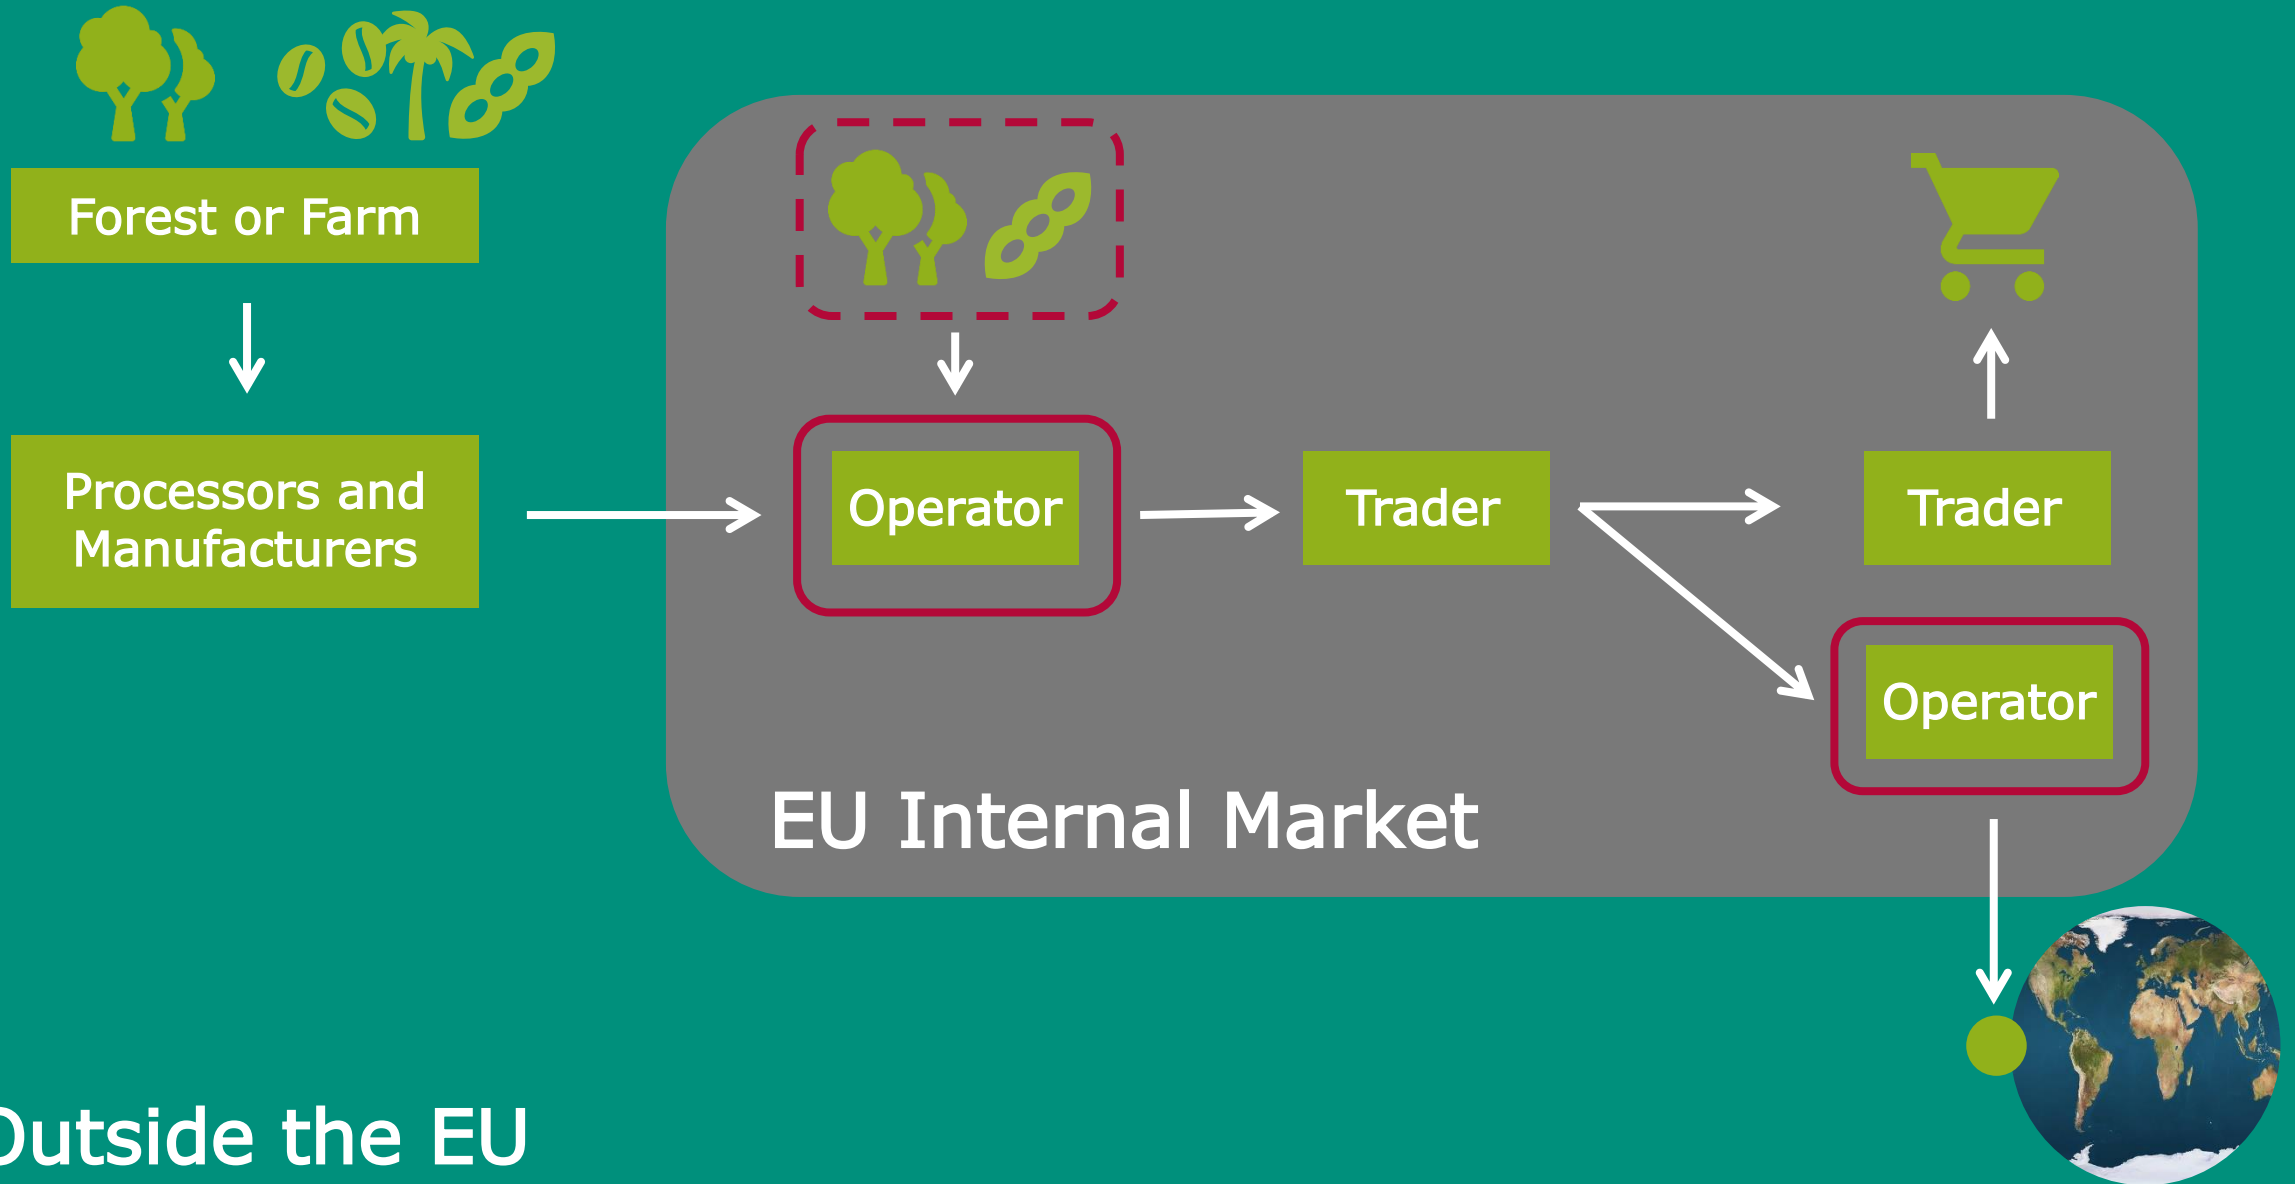 Forest or Farm
Processors and
Manufacturers
Operator
Trader
Trader
Operator
EU Internal Market
Outside the EU